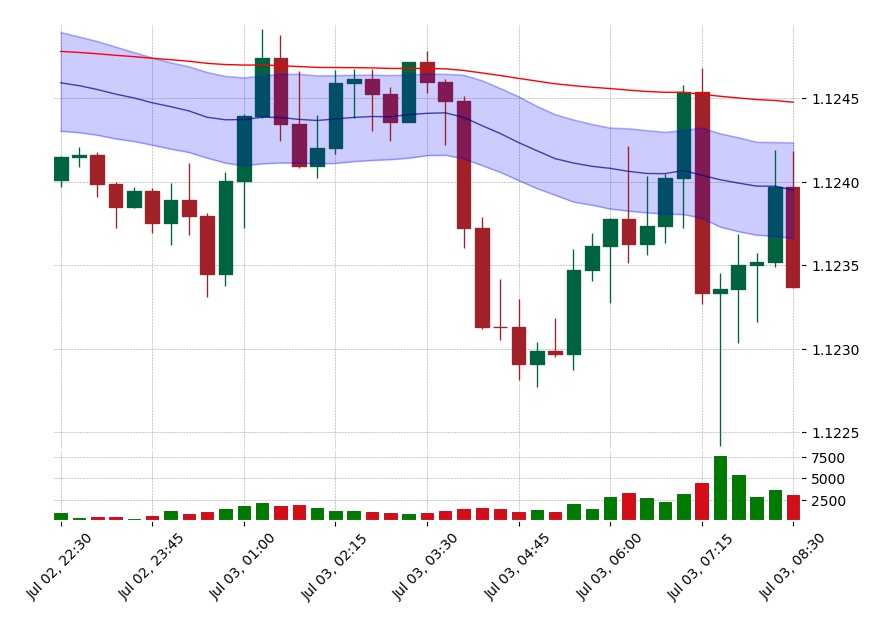 1.1245
1.1240
1.1235
1.1230
1.1225
7500
5000
2500
Jul 02, 22:30
Jul 02, 23:45
Jul 03, 01:00
Jul 03, 02:15
Jul 03, 03:30
Jul 03, 04:45
Jul 03, 06:00
Jul 03, 07:15
Jul 03, 08:30